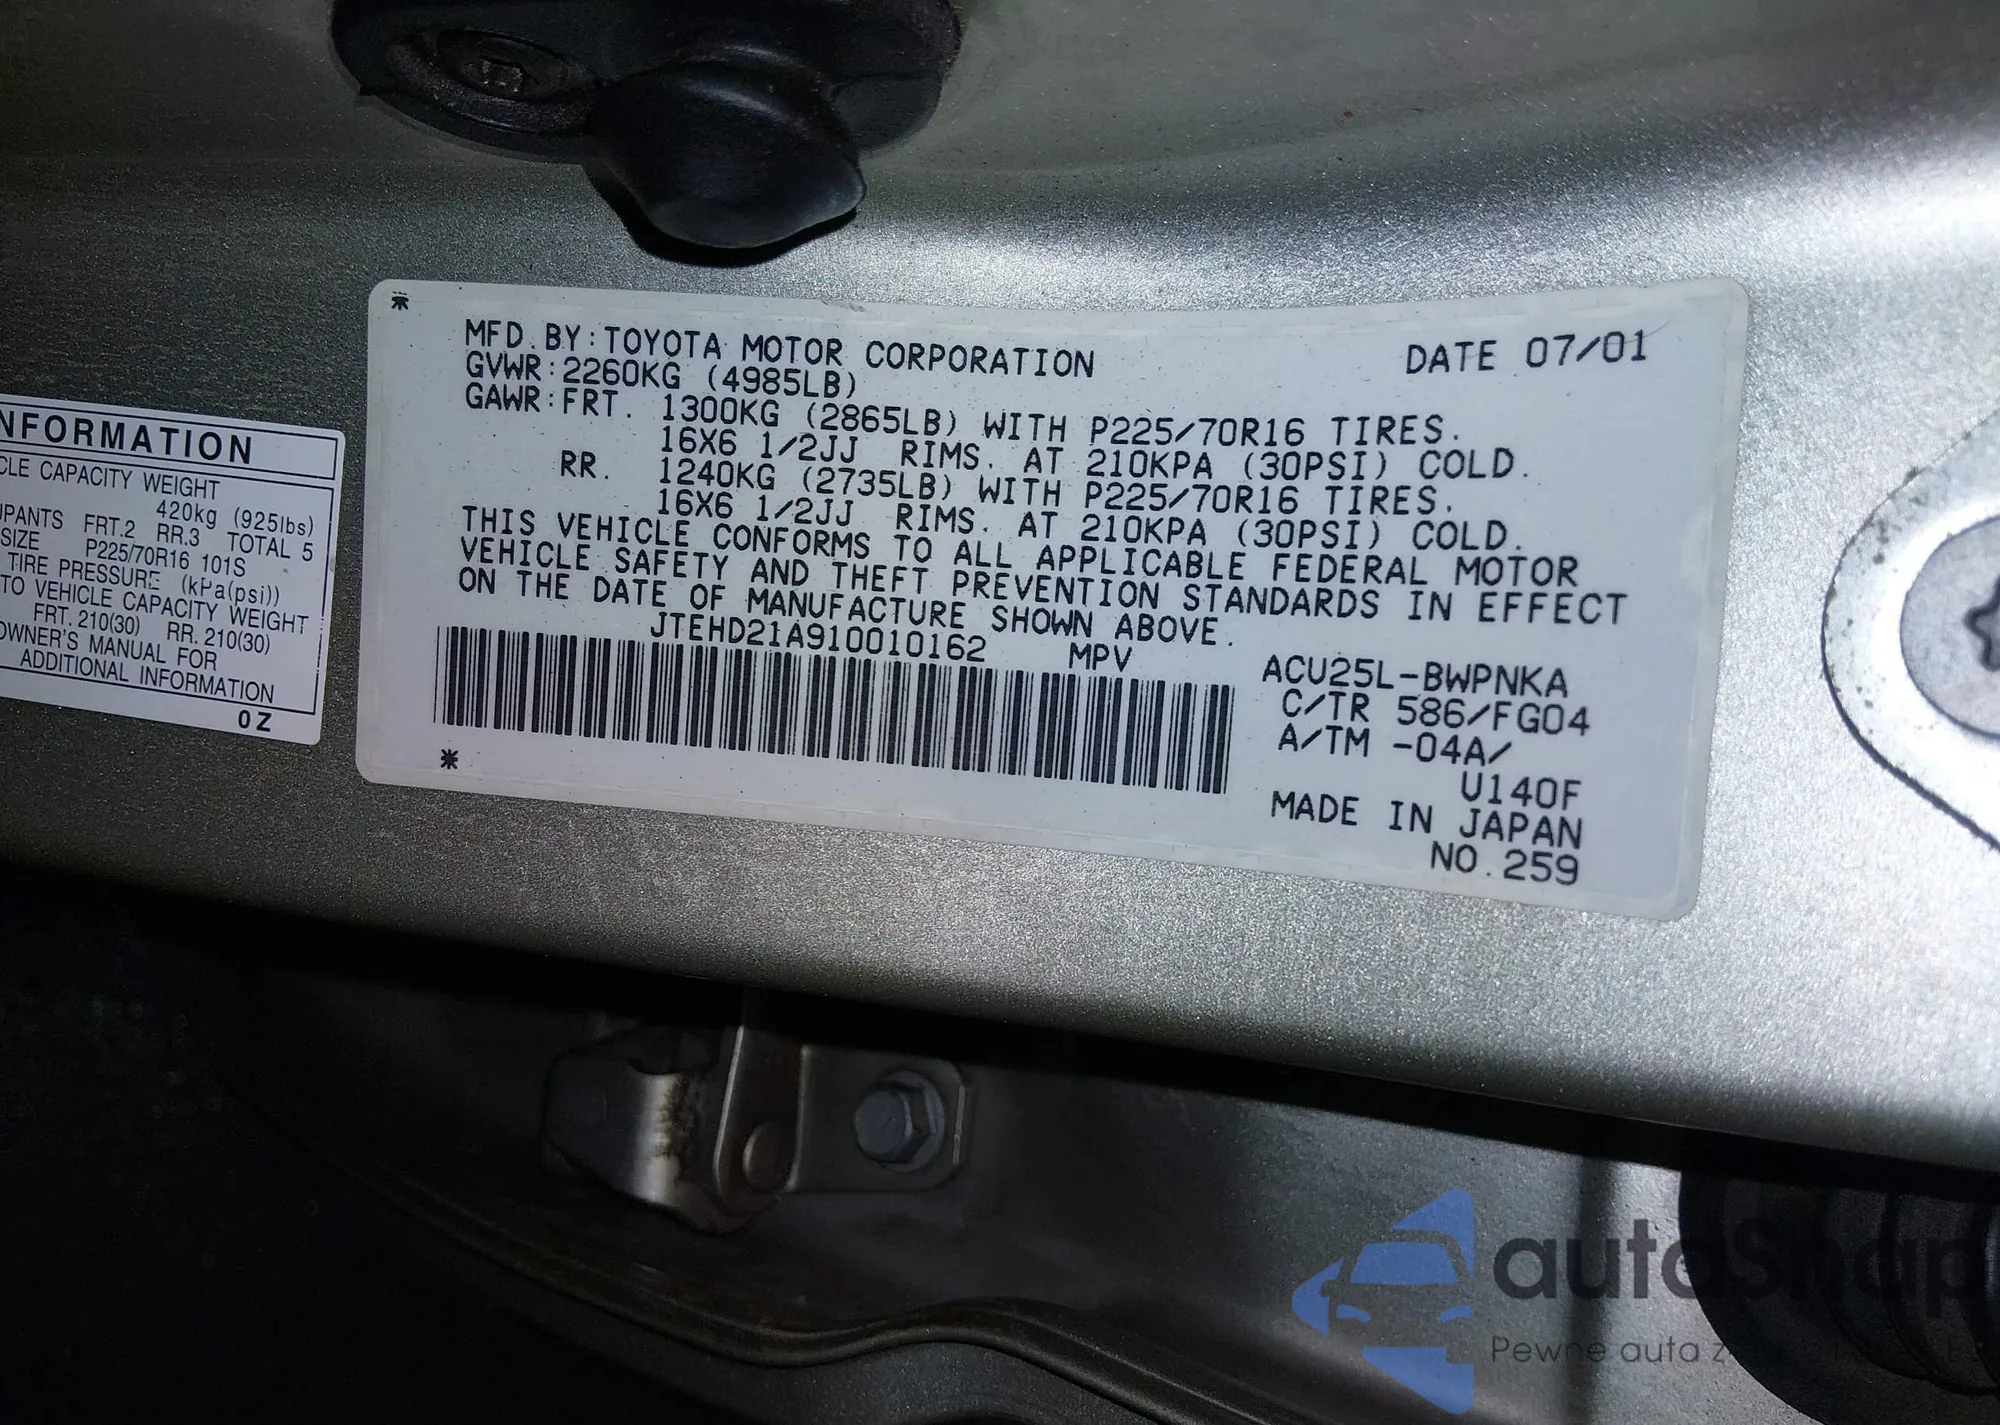 MFD. BY: TOYOTA MOTOR CORPORATION DATE 07/01
GVWR: 2260KG (4985LB)
GAWR: FRT. 1300KG (2865LB) WITH P225/70R16 TIRES.
16X6 1/2JJ RIMS. AT 210KPA (30PSI) COLD.
RR. 1240KG (2735LB) WITH P225/70R16 TIRES.
16X6 1/2JJ RIMS. AT 210KPA (30PSI) COLD.
THIS VEHICLE CONFORMS TO ALL APPLICABLE FEDERAL MOTOR
VEHICLE SAFETY AND THEFT PREVENTION STANDARDS IN EFFECT
ON THE DATE OF MANUFACTURE SHOWN ABOVE.
JTEHD21A910010162 MPV
ACU25L-BWPNKA
C/TR 586/FG04
A/TM -04A/
U140F
MADE IN JAPAN
NO.259
NFORMATION
CLE CAPACITY WEIGHT
420kg (925lbs)
UPANTS FRT.2 RR.3 TOTAL 5
SIZE P225/70R16 101S
TIRE PRESSURE (kPa(psi))
TO VEHICLE CAPACITY WEIGHT
FRT. 210(30) RR. 210(30)
OWNER'S MANUAL FOR
ADDITIONAL INFORMATION
0Z
autoSnap
Pewne auta z